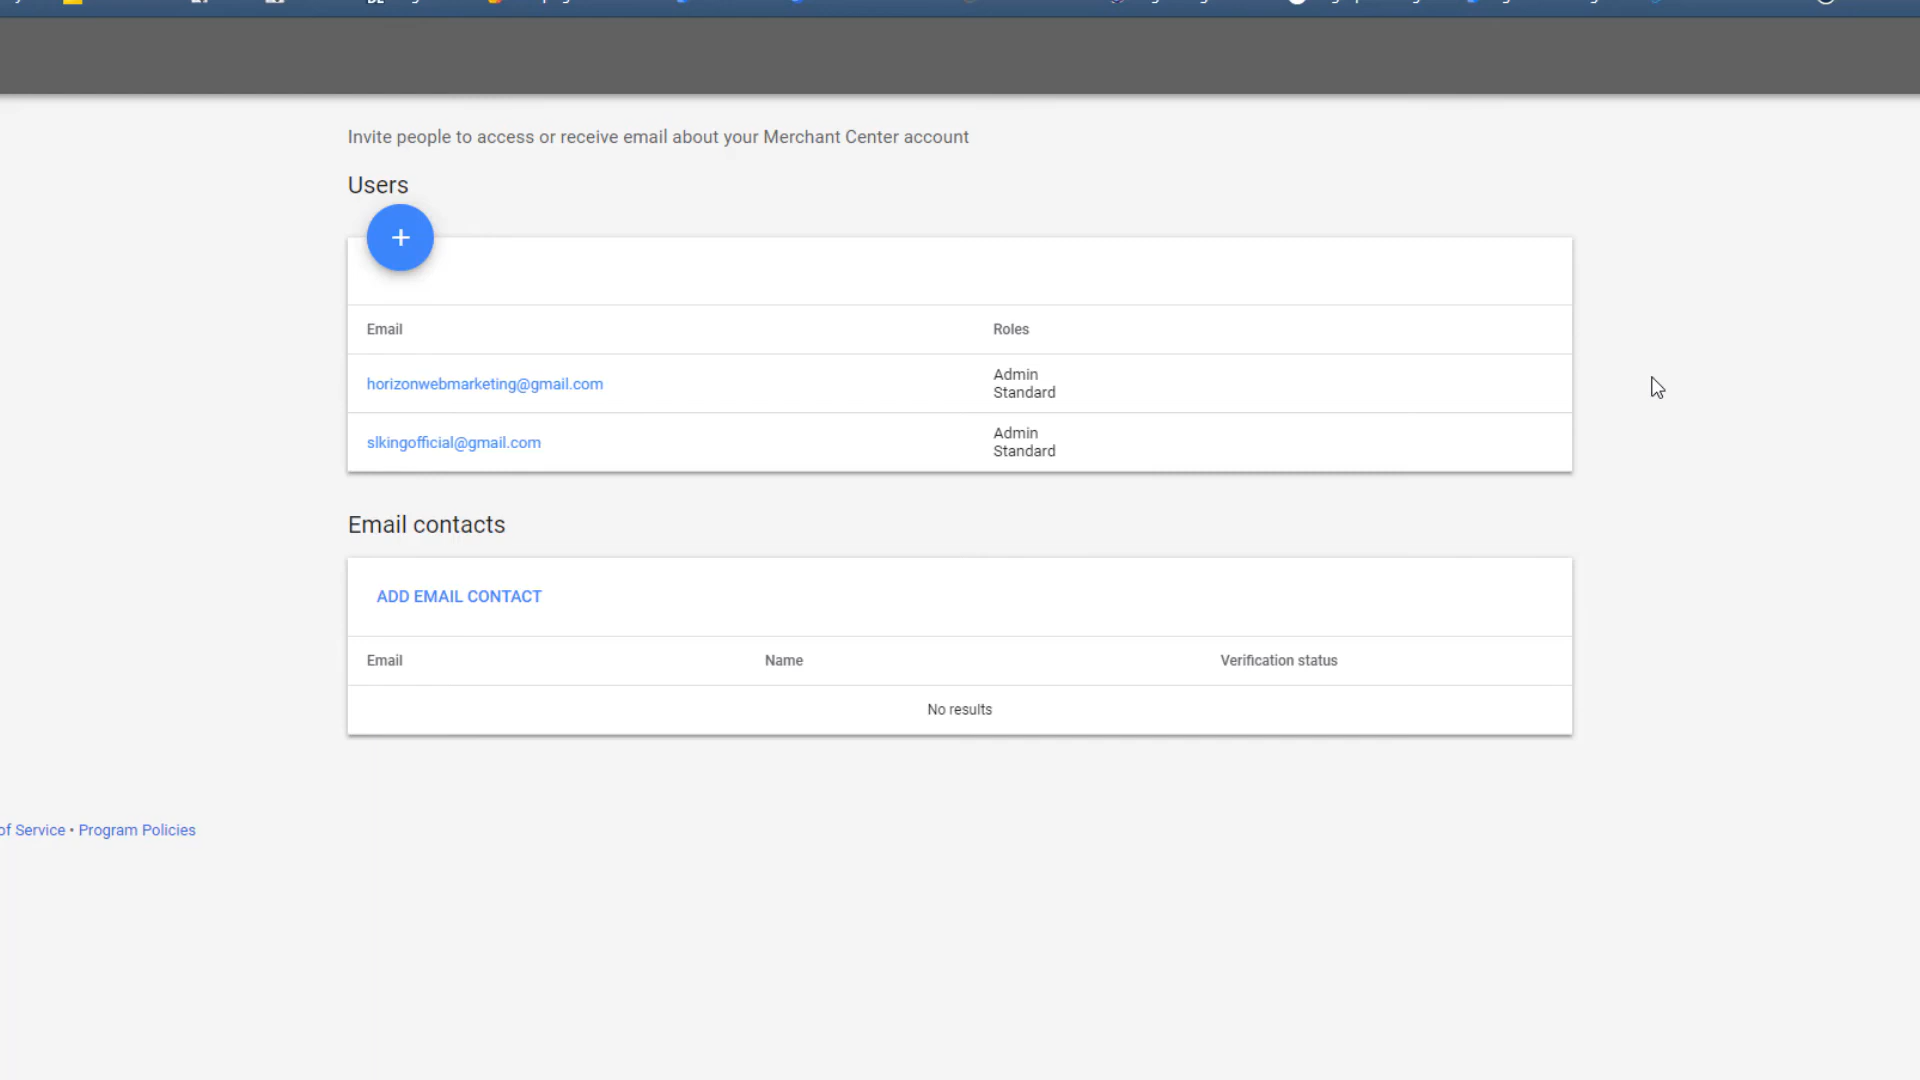 Invite people to access or receive email about your Merchant Center account
Users
+
Email Roles
horizonwebmarketing@gmail.com Admin
Standard
slkingofficial@gmail.com Admin
Standard
Email contacts
ADD EMAIL CONTACT
Email Name Verification status
No results
of Service • Program Policies